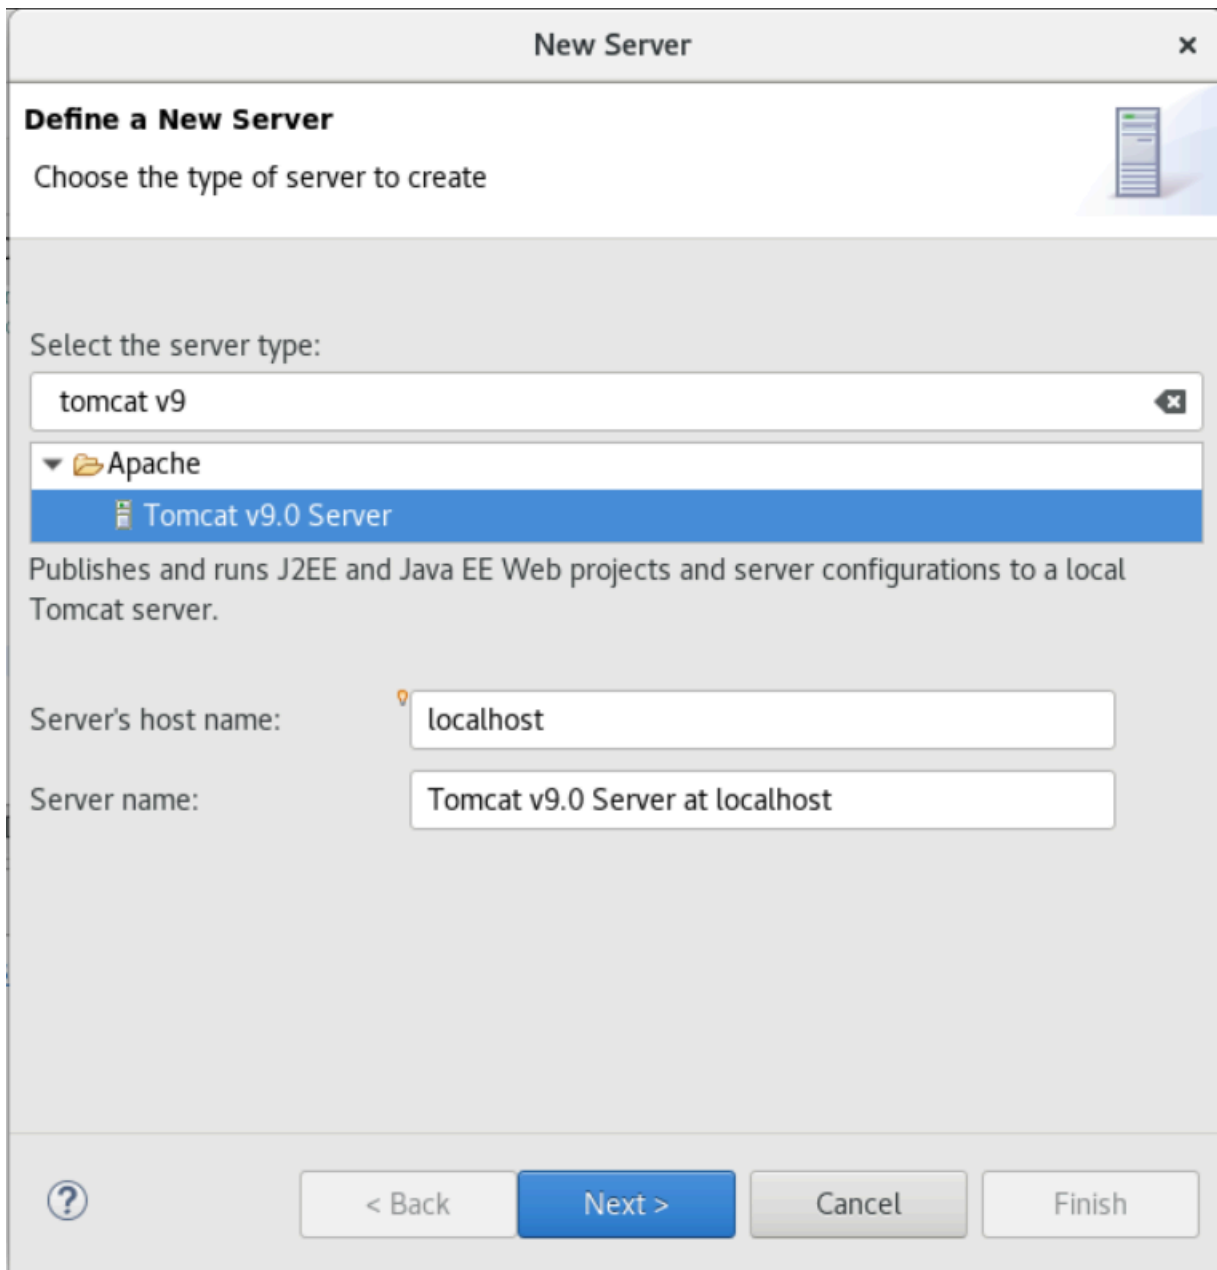 New Server
Define a New Server
Choose the type of server to create
Select the server type:
tomcat v9
Apache
Tomcat v9.0 Server
Publishes and runs J2EE and Java EE Web projects and server configurations to a local
Tomcat server.
Server's host name:
localhost
Server name:
Tomcat v9.0 Server at localhost
?
< Back
Next >
Cancel
Finish